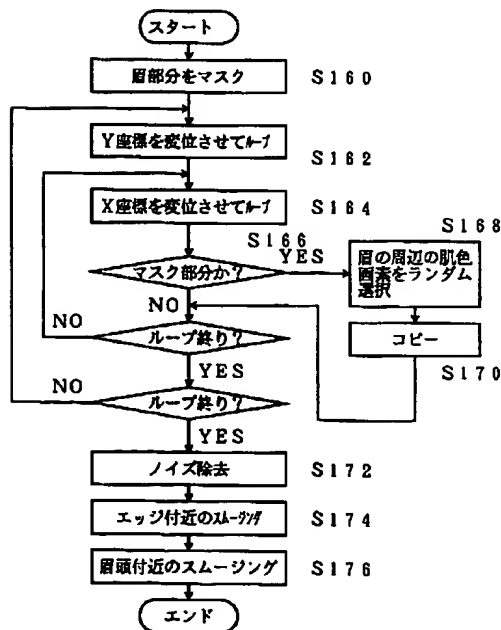 スタート
眉部分をマスク S160
Y座標を変位させてループ
S162
X座標を変位させてループ S164
S166
マスク部分か?
YES
S168
眉の周辺の肌色
画素をランダム
選択
NO
コピー
S170
NO
ループ終り?
YES
NO
ループ終り?
YES
ノイズ除去 S172
エッジ付近のスムージング S174
眉頭付近のスムージング S176
エンド